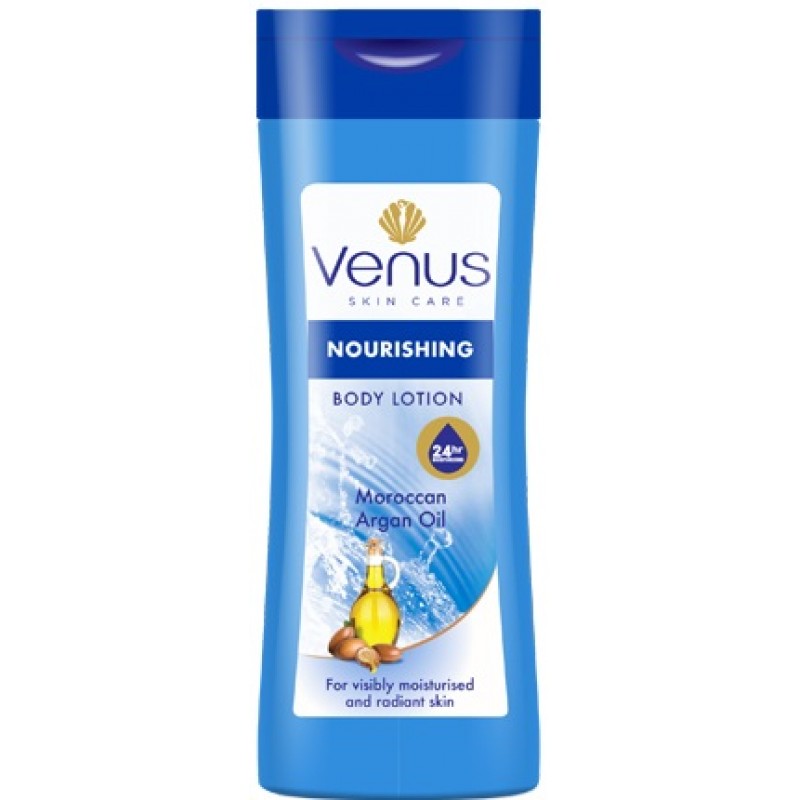 Venus
SKIN CARE
NOURISHING
BODY LOTION
24hr
Moroccan
Argan Oil
For visibly moisturised
and radiant skin